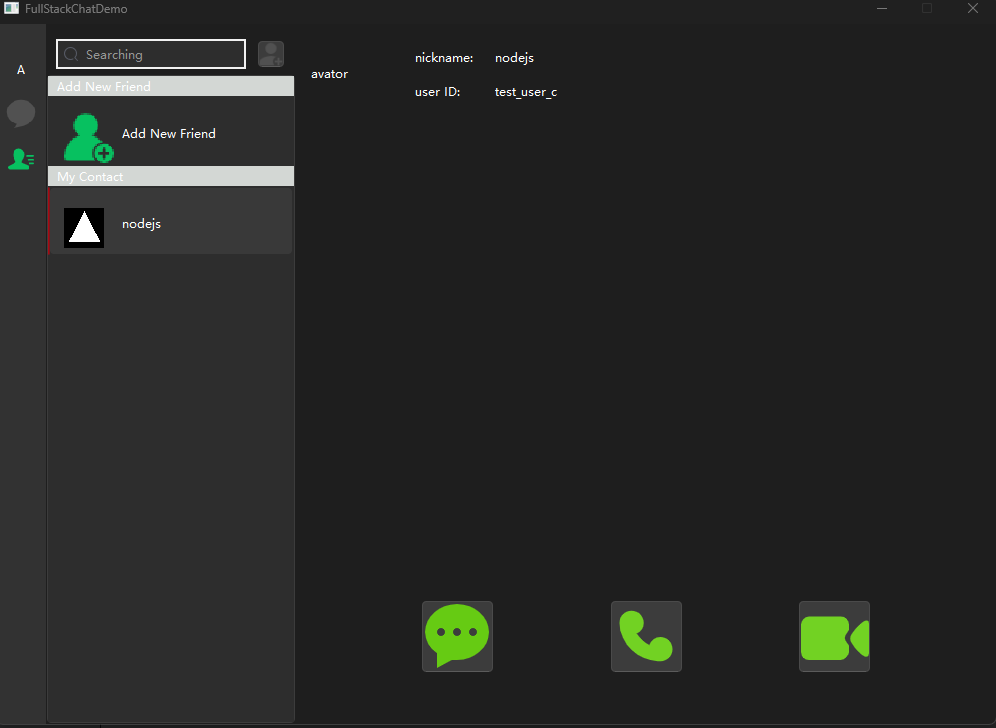 FullStackChatDemo
A
Searching
Add New Friend
Add New Friend
My Contact
nodejs
avator
nickname: nodejs
user ID: test_user_c